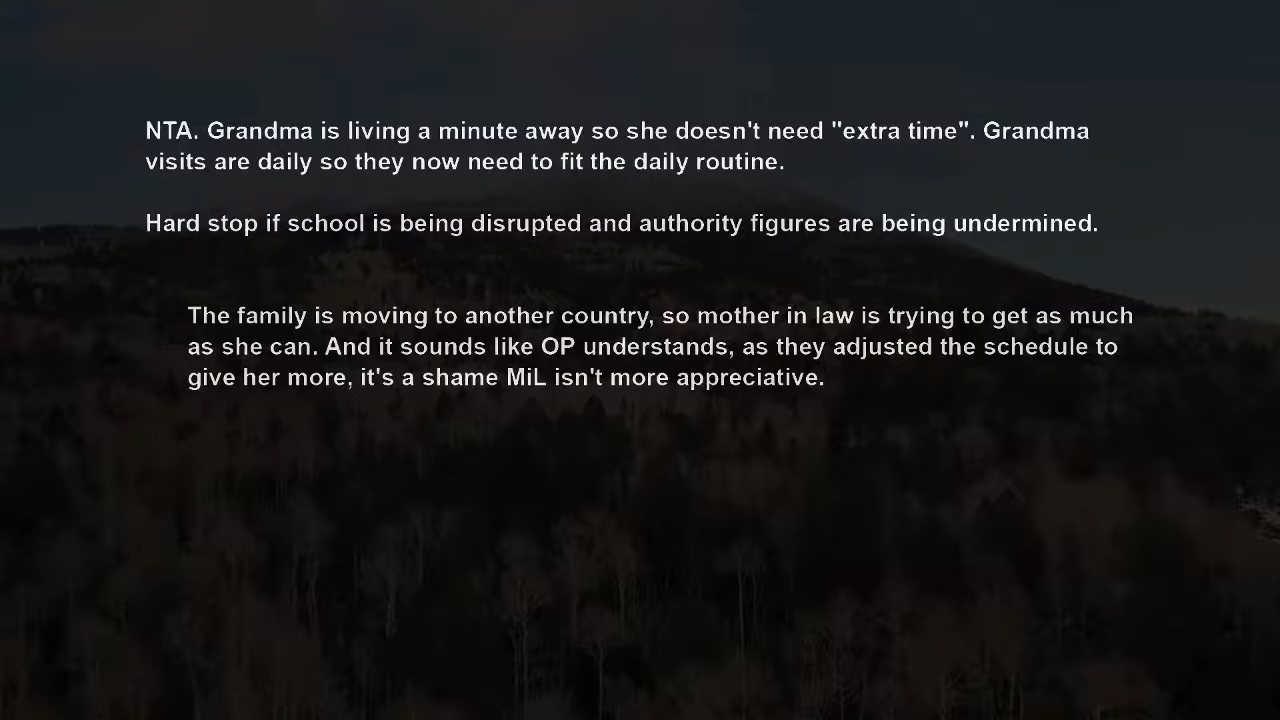 NTA. Grandma is living a minute away so she doesn't need "extra time". Grandma
visits are daily so they now need to fit the daily routine.
Hard stop if school is being disrupted and authority figures are being undermined.
The family is moving to another country, so mother in law is trying to get as much
as she can. And it sounds like OP understands, as they adjusted the schedule to
give her more, it's a shame MiL isn't more appreciative.